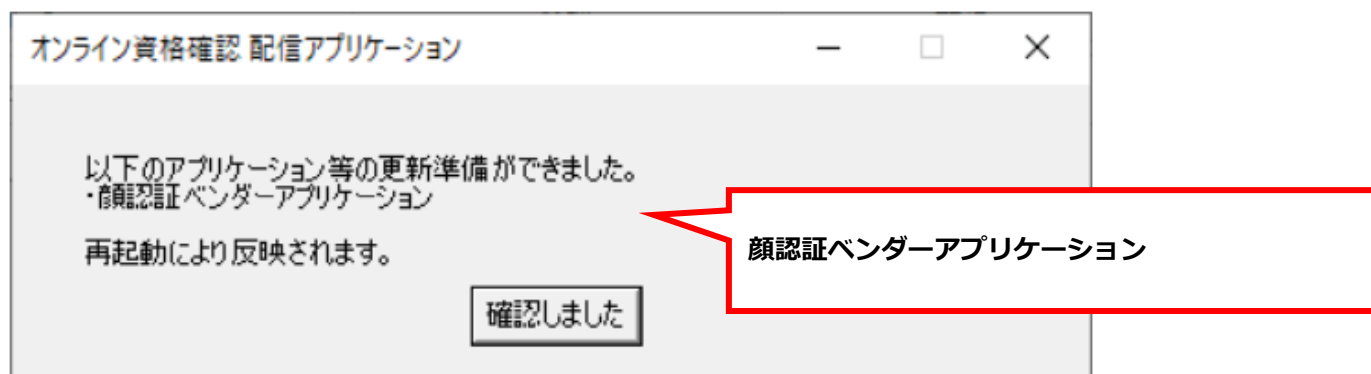 オンライン資格確認 配信アプリケーション
以下のアプリケーション等の更新準備ができました。
・顔認証ベンダーアプリケーション
再起動により反映されます。
確認しました
顔認証ベンダーアプリケーション